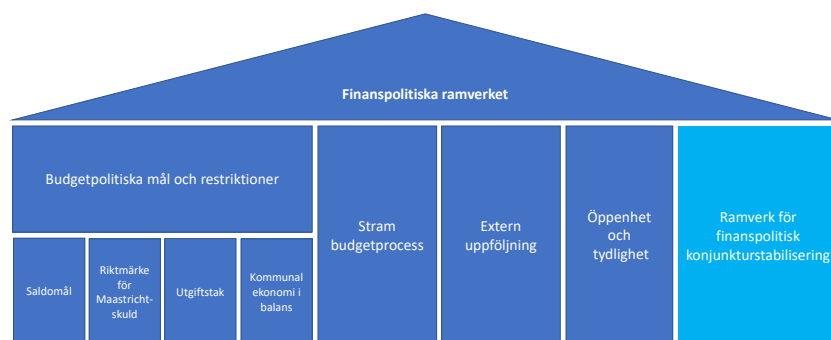 Finanspolitiska ramverket
Budgetpolitiska mål och restriktioner
Saldomål
Riktmärke
för
Maastricht-
skuld
Utgiftstak
Kommunal
ekonomi i
balans
Stram
budgetprocess
Extern
uppföljning
Öppenhet
och
tydlighet
Ramverk för
finanspolitisk
konjunkturstabilisering